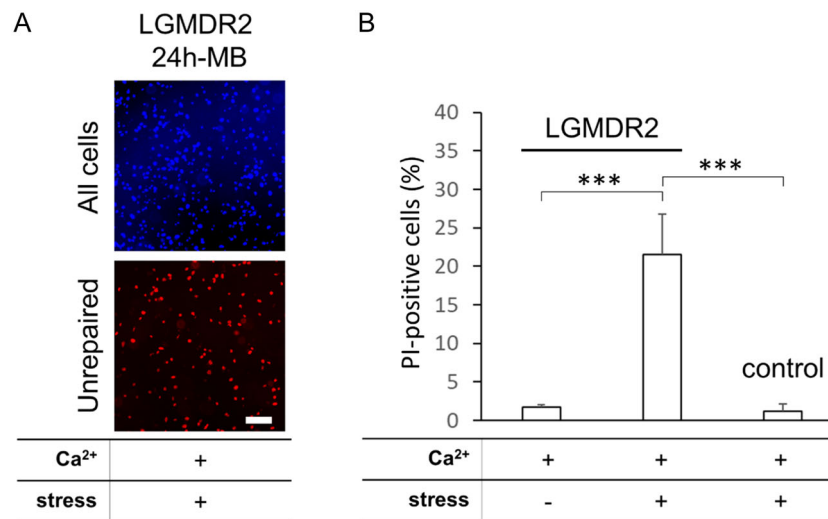 A
LGMDR2
24h-MB
All cells
Unrepaired
Ca²⁺ +
stress +
B
40
35
30
25
20
15
10
5
0
PI-positive cells (%)
LGMDR2
***
***
control
Ca²⁺ + + +
stress - + +